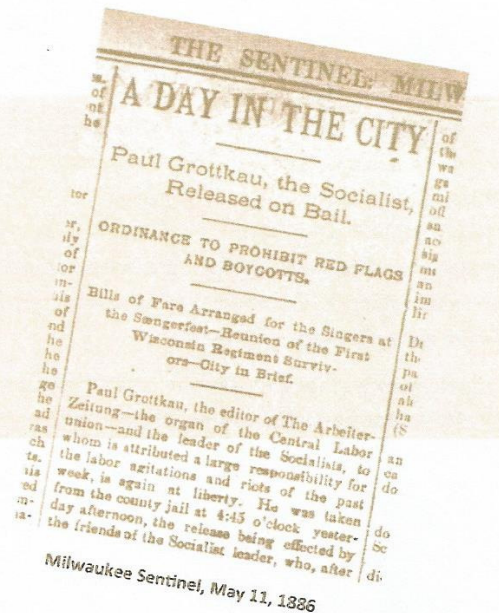 THE SENTINEL: MILW
A DAY IN THE CITY
Paul Grottkau, the Socialist,
Released on Bail.
ORDINANCE TO PROHIBIT RED FLAGS
AND BOYCOTTS.
Bills of Fare Arranged for the Singers at
the Sængerfest—Reunion of the First
Wisconsin Regiment Surviv-
ors—City in Brief.
Paul Grottkau, the editor of The Arbeiter-
Zeitung—the organ of the Central Labor
union—and the leader of the Socialists, to
whom is attributed a large responsibility for
the labor agitations and riots of the past
week, is again at liberty. He was taken
from the county jail at 4:45 o'clock yester-
day afternoon, the release being effected by
the friends of the Socialist leader, who, after
Milwaukee Sentinel, May 11, 1886